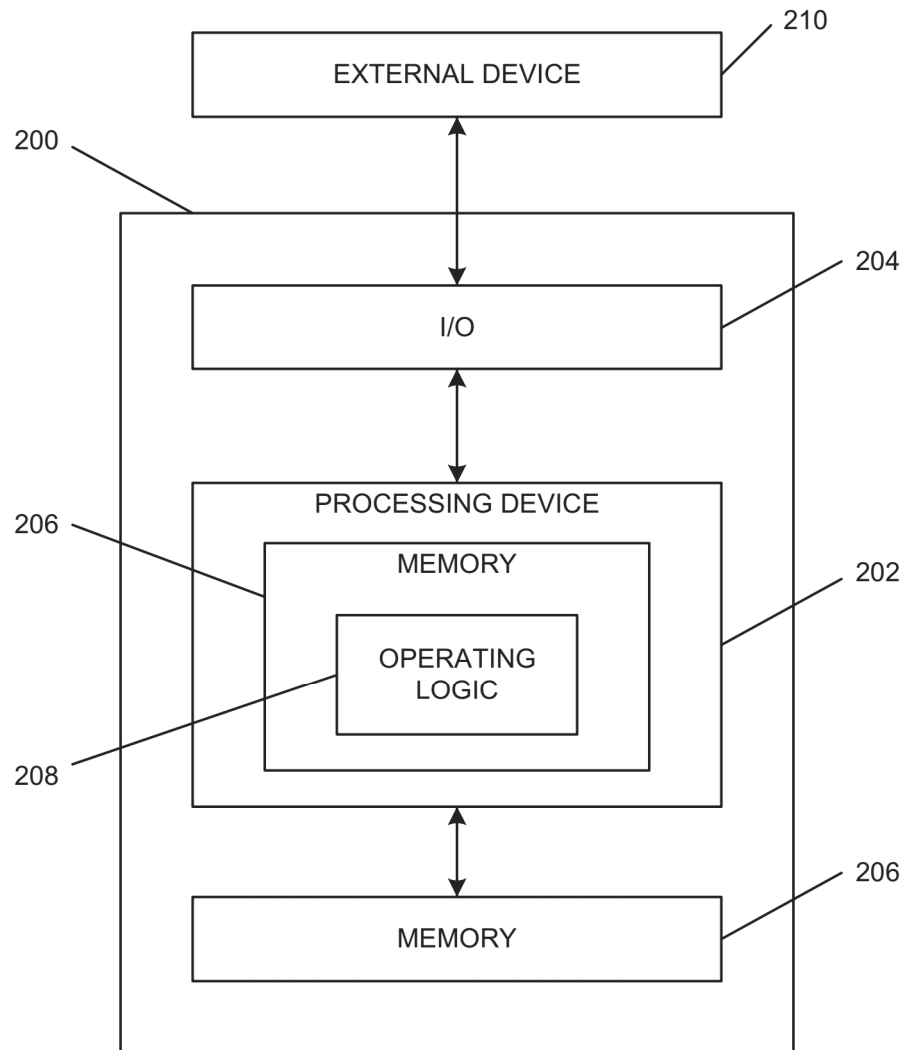 210
EXTERNAL DEVICE
200
204
I/O
PROCESSING DEVICE
206
MEMORY
202
OPERATING
LOGIC
208
206
MEMORY